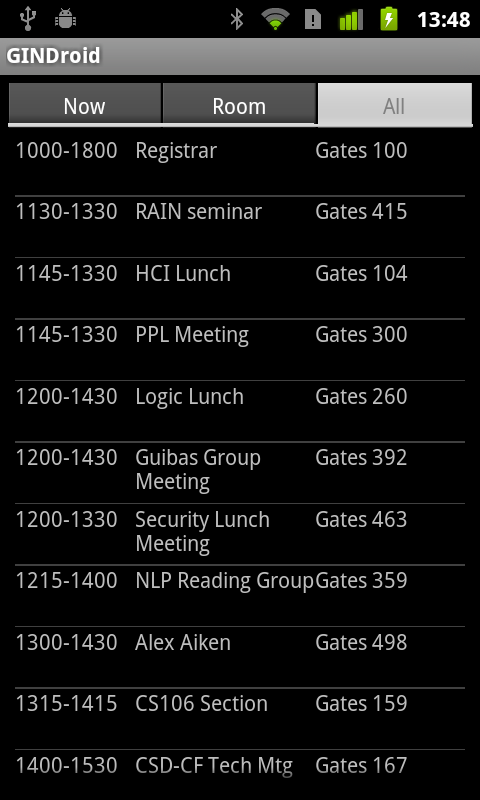 13:48
GINDroid
Now Room All
1000-1800 Registrar Gates 100
1130-1330 RAIN seminar Gates 415
1145-1330 HCI Lunch Gates 104
1145-1330 PPL Meeting Gates 300
1200-1430 Logic Lunch Gates 260
1200-1430 Guibas Group Gates 392
Meeting
1200-1330 Security Lunch Gates 463
Meeting
1215-1400 NLP Reading Group Gates 359
1300-1430 Alex Aiken Gates 498
1315-1415 CS106 Section Gates 159
1400-1530 CSD-CF Tech Mtg Gates 167